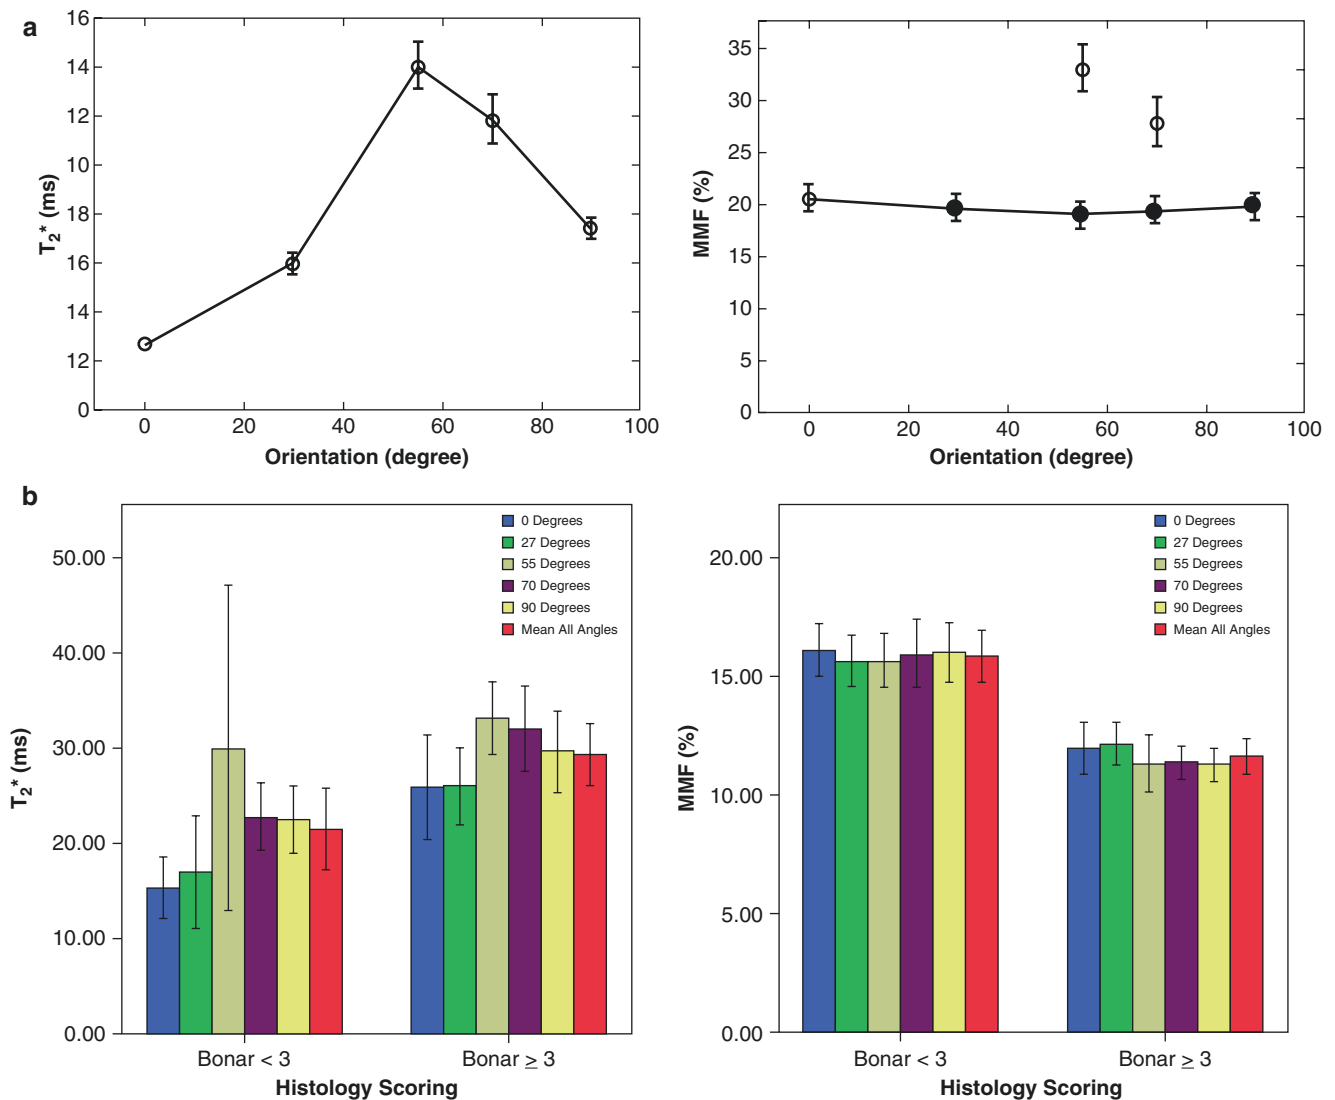 a
16
14
12
10
18
16
14
12
0
T2* (ms)
0 20 40 60 80 100
Orientation (degree)
35
30
25
20
15
10
5
0
MMF (%)
0 20 40 60 80 100
Orientation (degree)
b
50.00
40.00
30.00
20.00
10.00
0.00
T2* (ms)
0 Degrees
27 Degrees
55 Degrees
70 Degrees
90 Degrees
Mean All Angles
Bonar < 3 Bonar ≥ 3
Histology Scoring
20.00
15.00
10.00
5.00
0.00
MMF (%)
0 Degrees
27 Degrees
55 Degrees
70 Degrees
90 Degrees
Mean All Angles
Bonar < 3 Bonar ≥ 3
Histology Scoring